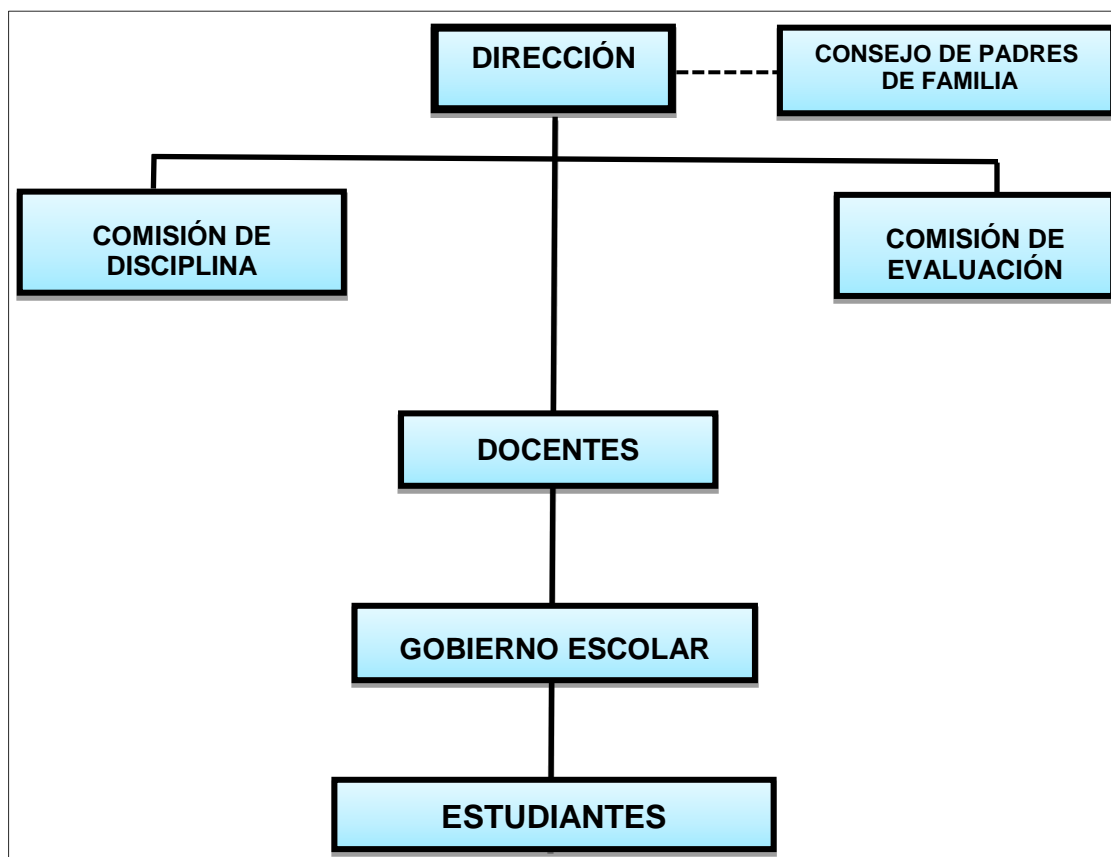 DIRECCIÓN
CONSEJO DE PADRES
DE FAMILIA
COMISIÓN DE
DISCIPLINA
COMISIÓN DE
EVALUACIÓN
DOCENTES
GOBIERNO ESCOLAR
ESTUDIANTES